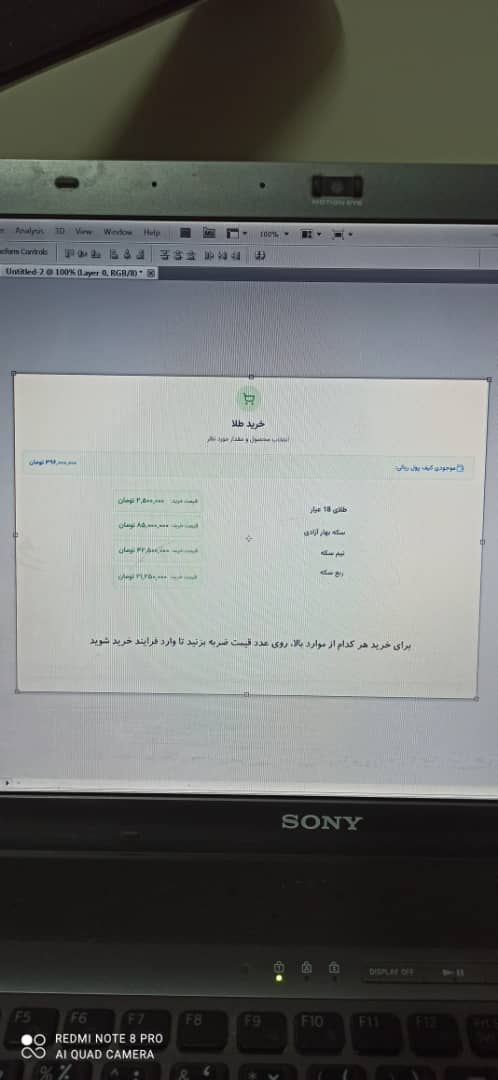 MOTION EYE
Analysis 3D View Window Help 100%
Controls
Untitled-2 @ 100% (Layer 0, RGB/8) *
خرید طلا
انتخاب محصول و مقدار مورد نظر
موجودی کیف پول ریالی:
۳۹۶,۰۰۰,۰۰۰ تومان
طلای 18 عیار
قیمت خرید: ۲,۵۰۰,۰۰۰ تومان
سکه بهار آزادی
قیمت خرید: ۸۵,۰۰۰,۰۰۰ تومان
نیم سکه
قیمت خرید: ۴۲,۵۰۰,۰۰۰ تومان
ربع سکه
قیمت خرید: ۲۱,۲۵۰,۰۰۰ تومان
برای خرید هر کدام از موارد بالا، روی عدد قیمت ضربه بزنید تا وارد فرایند خرید شوید
SONY
DISPLAY OFF
F5 F6 F7 F8 F9 F10 F11 F12
REDMI NOTE 8 PRO
AI QUAD CAMERA